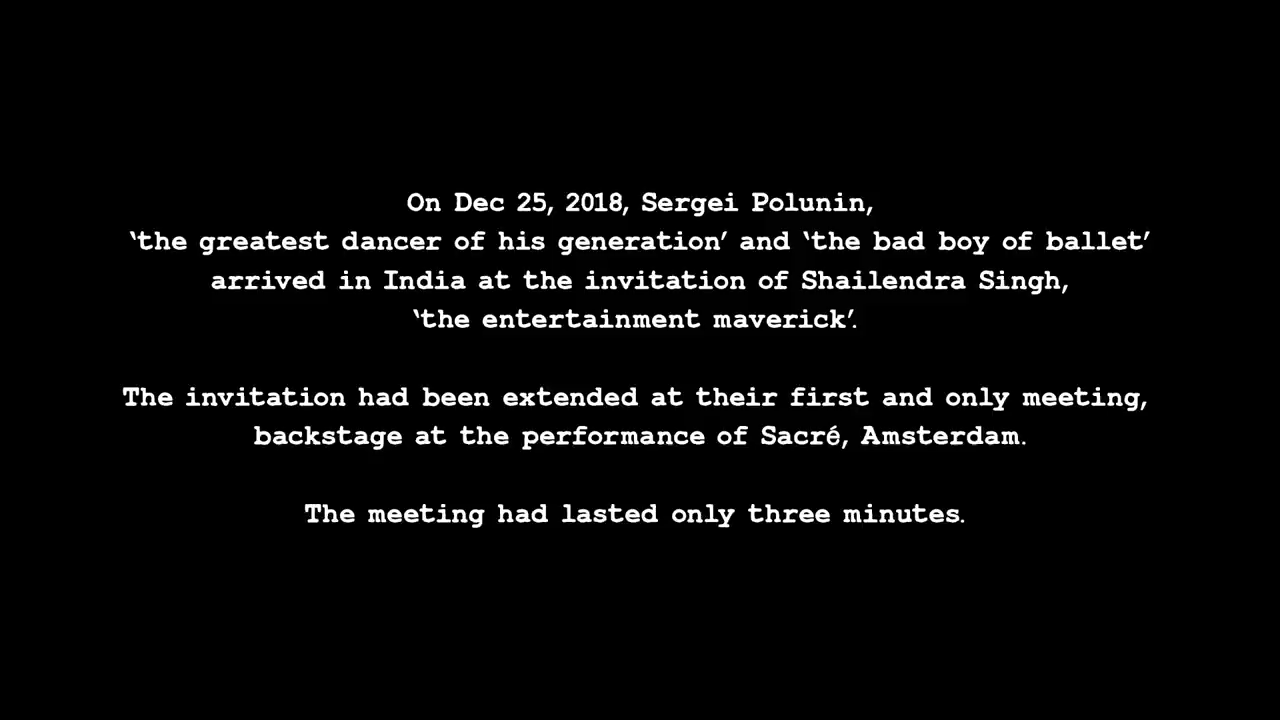 On Dec 25, 2018, Sergei Polunin,
‘the greatest dancer of his generation’ and ‘the bad boy of ballet’
arrived in India at the invitation of Shailendra Singh,
‘the entertainment maverick’.
The invitation had been extended at their first and only meeting,
backstage at the performance of Sacré, Amsterdam.
The meeting had lasted only three minutes.